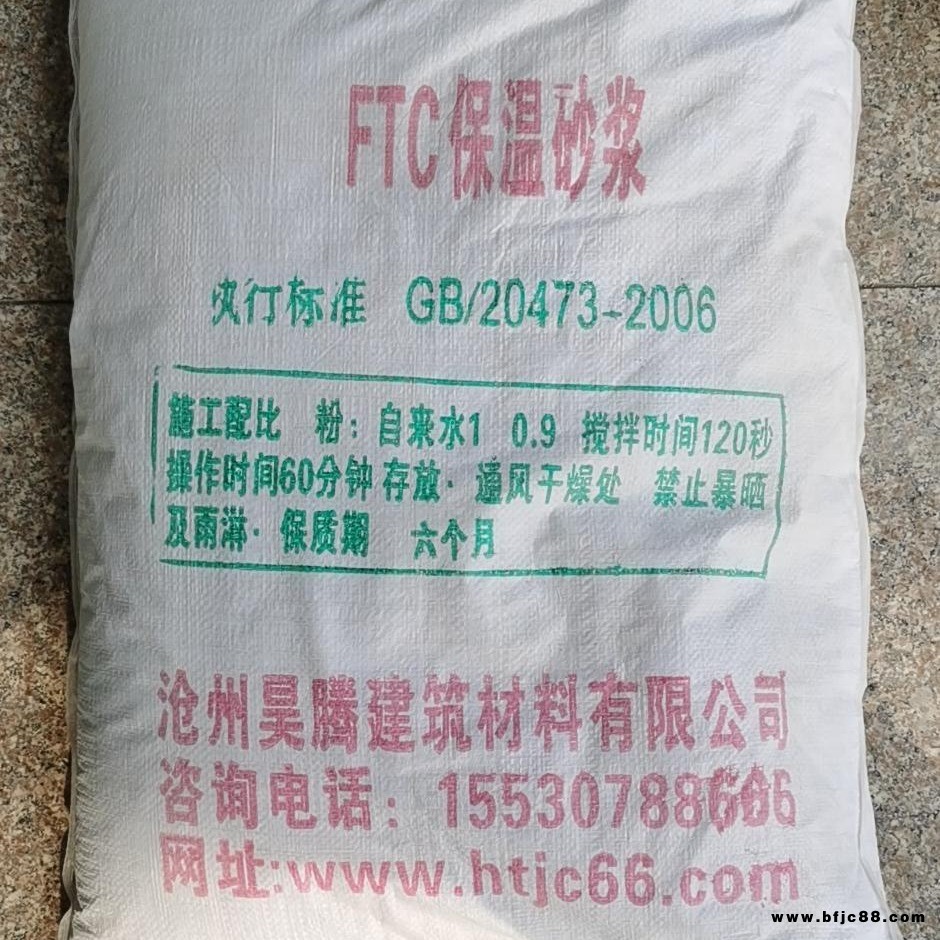 FTC保温砂浆
执行标准 GB/20473-2006
施工配比 粉：自来水1 0.9 搅拌时间120秒
操作时间60分钟 存放· 通风干燥处 禁止暴晒
及雨淋· 保质期 六个月
沧州昊腾建筑材料有限公司
咨询电话：15530788666
网址:www.htjc66.com
www.bfjc88.com